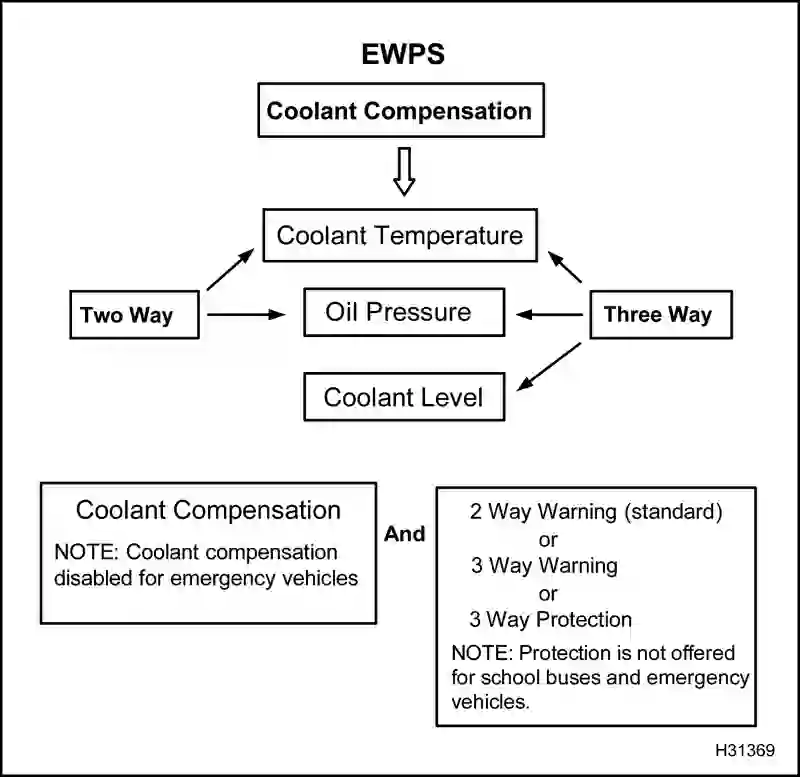 EWPS
Coolant Compensation
Coolant Temperature
Two Way
Oil Pressure
Three Way
Coolant Level
Coolant Compensation
NOTE: Coolant compensation
disabled for emergency vehicles
And
2 Way Warning (standard)
or
3 Way Warning
or
3 Way Protection
NOTE: Protection is not offered
for school buses and emergency
vehicles.
H31369